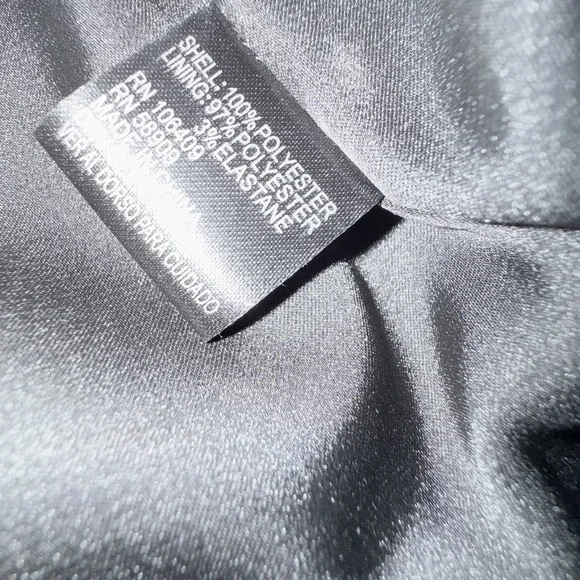 SHELL: 100% POLYESTER
LINING: 97% POLYESTER
3% ELASTANE
RN 106409
RN 58909
MADE IN
VER AL DORSO PARA CUIDADO